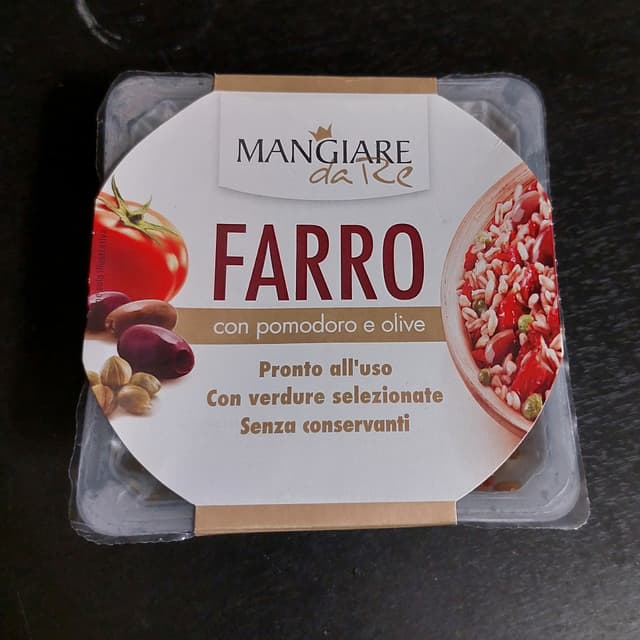 MANGIARE
da Re
FARRO
con pomodoro e olive
Pronto all'uso
Con verdure selezionate
Senza conservanti